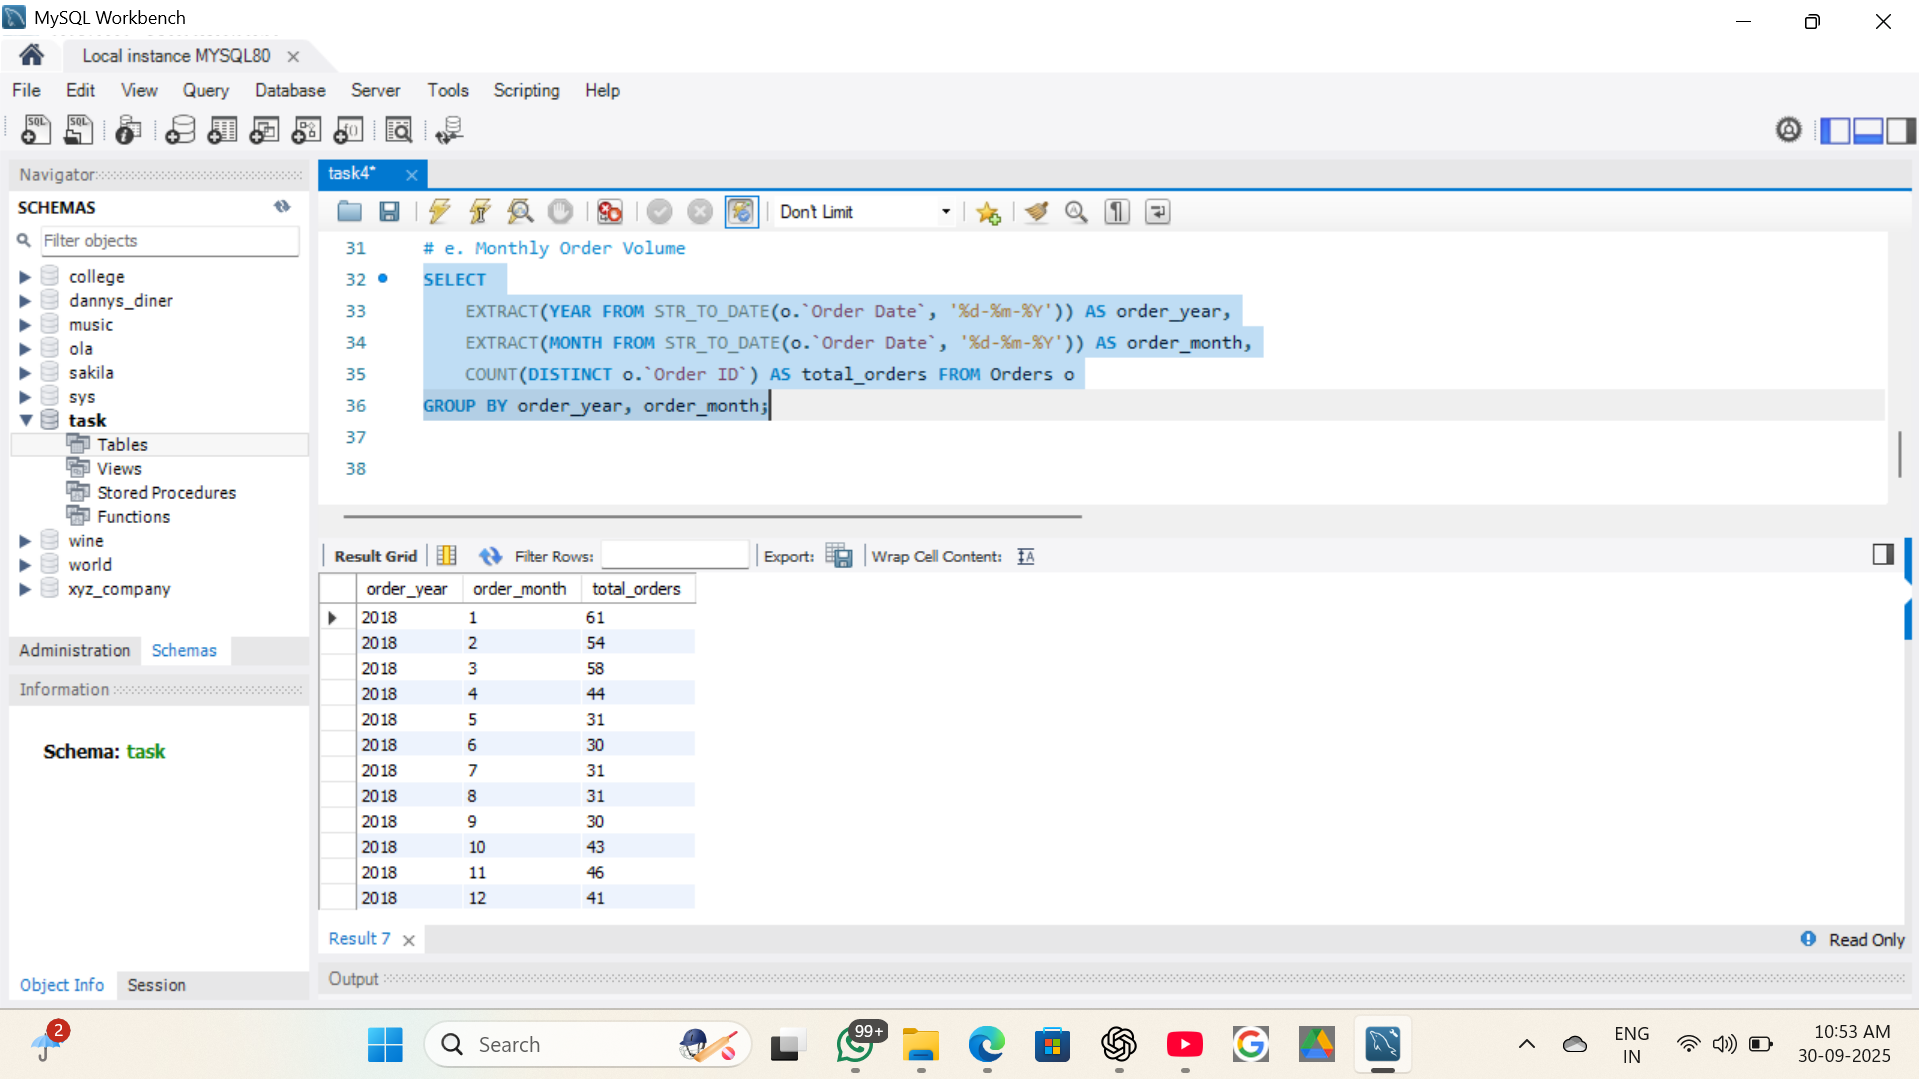 MySQL Workbench
Local instance MYSQL80
File Edit View Query Database Server Tools Scripting Help
Navigator
SCHEMAS
Filter objects
college
dannys_diner
music
ola
sakila
sys
task
Tables
Views
Stored Procedures
Functions
wine
world
xyz_company
Administration Schemas
Information
Schema: task
Object Info Session
task4*
Don't Limit
31 # e. Monthly Order Volume
32 SELECT
33 EXTRACT(YEAR FROM STR_TO_DATE(o.`Order Date`, '%d-%m-%Y')) AS order_year,
34 EXTRACT(MONTH FROM STR_TO_DATE(o.`Order Date`, '%d-%m-%Y')) AS order_month,
35 COUNT(DISTINCT o.`Order ID`) AS total_orders FROM Orders o
36 GROUP BY order_year, order_month;
37
38
Result Grid Filter Rows: Export: Wrap Cell Content:
order_year order_month total_orders
2018 1 61
2018 2 54
2018 3 58
2018 4 44
2018 5 31
2018 6 30
2018 7 31
2018 8 31
2018 9 30
2018 10 43
2018 11 46
2018 12 41
Result 7
Read Only
Output
2
Search
99+
ENG
IN
10:53 AM
30-09-2025